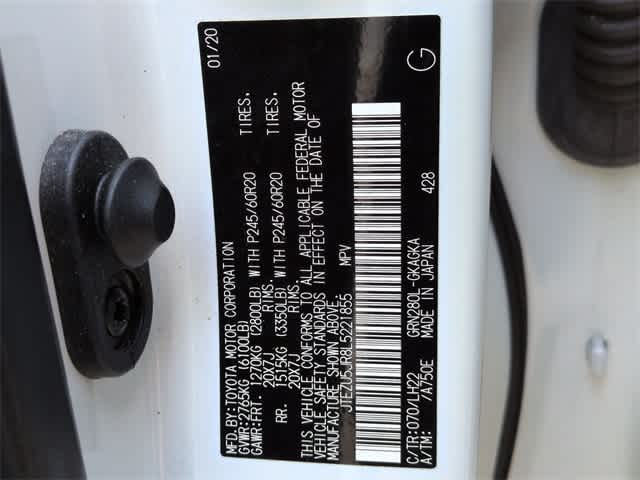 MFD.BY:TOYOTA MOTOR CORPORATION 01/20
GVWR:2765KG (6100LB)
GAWR:FRT. 1270KG (2800LB) WITH P245/60R20 TIRES.
20X7J RIMS.
RR. 1515KG (3350LB) WITH P245/60R20 TIRES.
20X7J RIMS.
THIS VEHICLE CONFORMS TO ALL APPLICABLE FEDERAL MOTOR
VEHICLE SAFETY STANDARDS IN EFFECT ON THE DATE OF
MANUFACTURE SHOWN ABOVE.
JTEZU5JR8L5221855 MPV
C/TR:070/LH22 GRN280L-GKAGKA 428
A/TM: /A750E MADE IN JAPAN
G